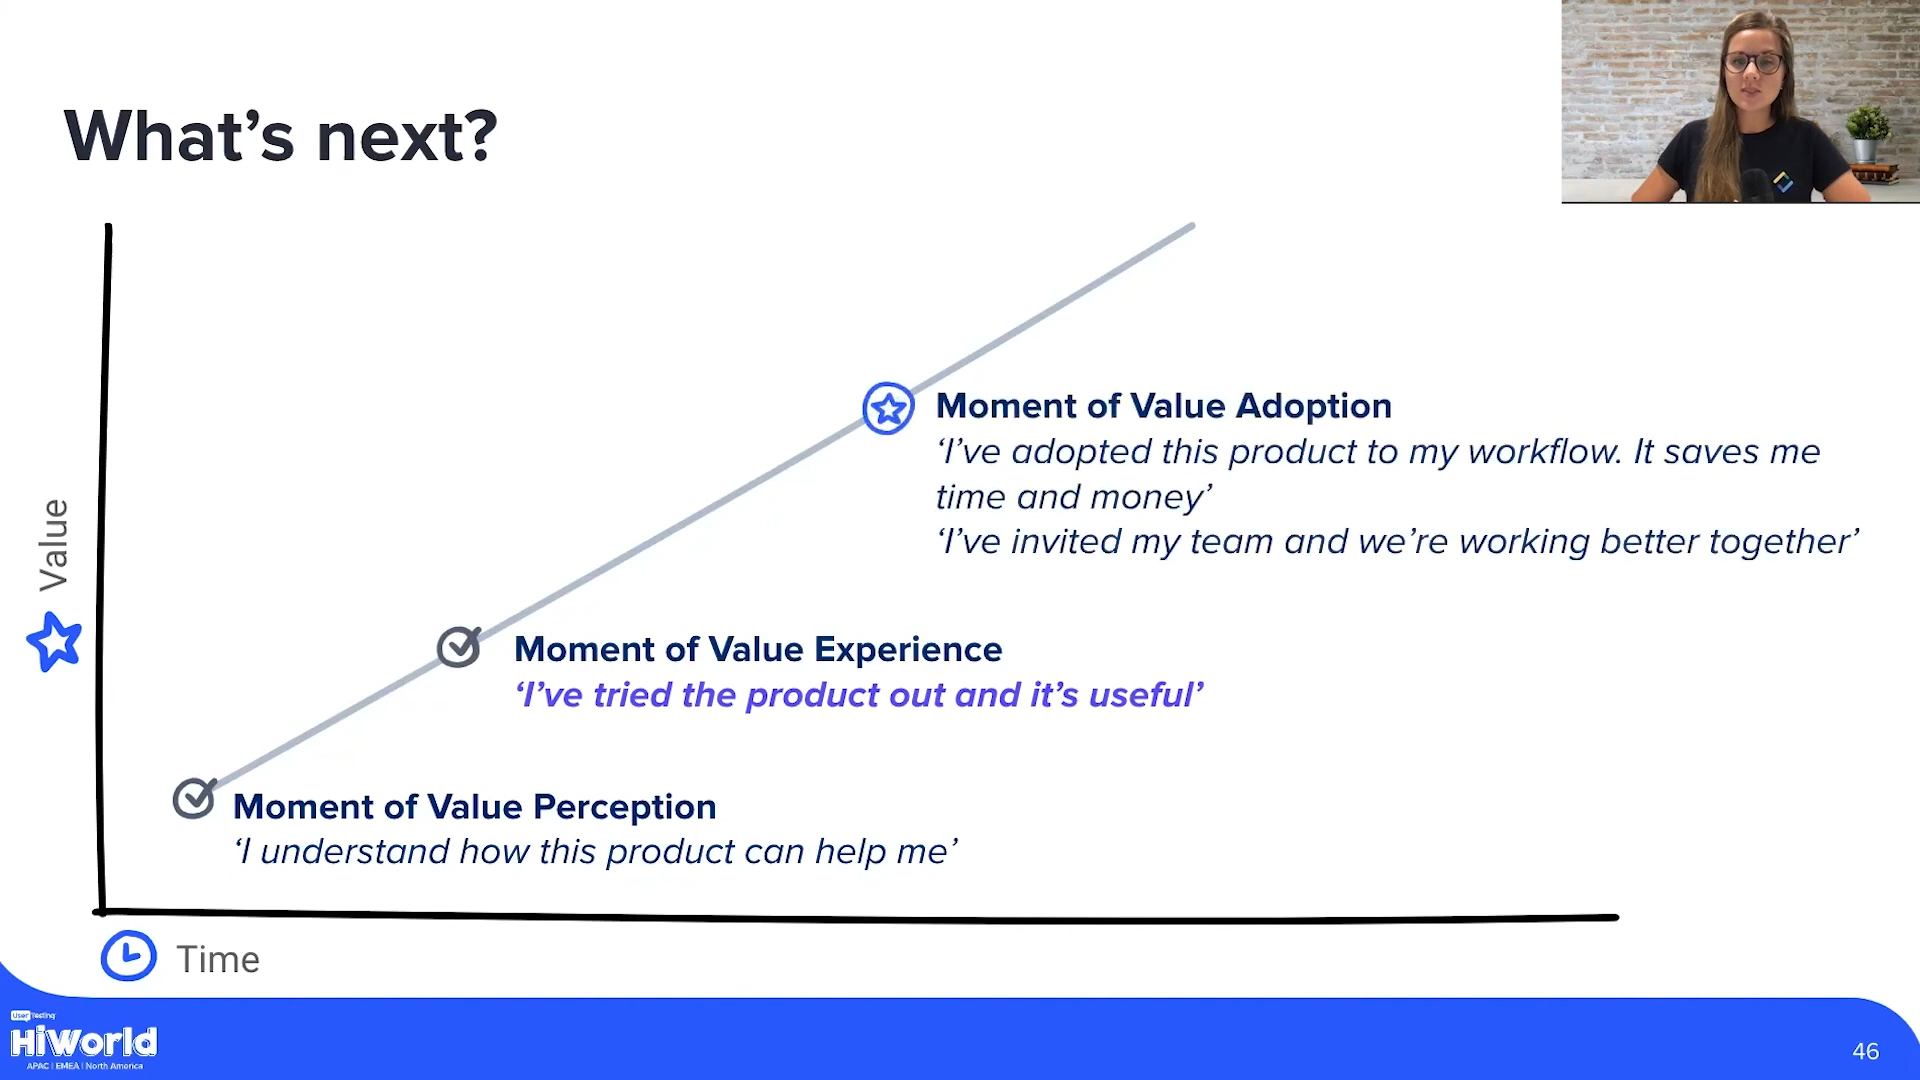 What's next?
Moment of Value Adoption
‘I’ve adopted this product to my workflow. It saves me
time and money’
‘I’ve invited my team and we’re working better together’
Value
Moment of Value Experience
‘I’ve tried the product out and it’s useful’
Moment of Value Perception
‘I understand how this product can help me’
Time
UserTesting
HiWorld
APAC | EMEA | North America
46